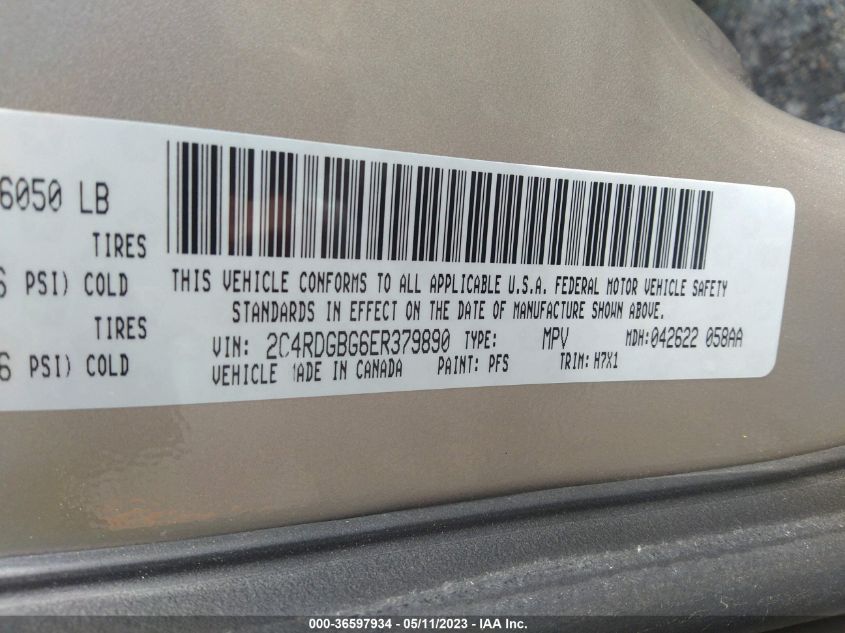 6050 LB
TIRES
PSI) COLD
TIRES
6 PSI) COLD
THIS VEHICLE CONFORMS TO ALL APPLICABLE U.S.A. FEDERAL MOTOR VEHICLE SAFETY
STANDARDS IN EFFECT ON THE DATE OF MANUFACTURE SHOWN ABOVE.
VIN: 2C4RDGBG6ER379890 TYPE: MPV MDH:042622 058AA
VEHICLE ADE IN CANADA PAINT: PFS TRIM: H7X1
000-36597934 - 05/11/2023 - © IAA Inc.